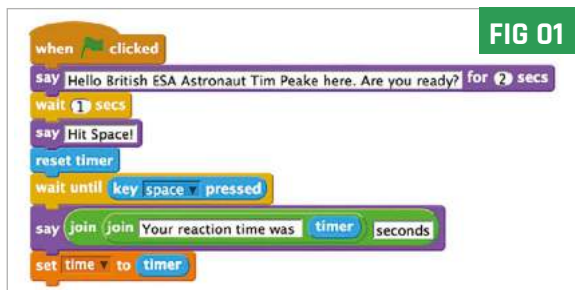 FIG 01
when clicked
say Hello British ESA Astronaut Tim Peake here. Are you ready? for 2 secs
wait 1 secs
say Hit Space!
reset timer
wait until key space pressed
say join join Your reaction time was timer seconds
set time to timer